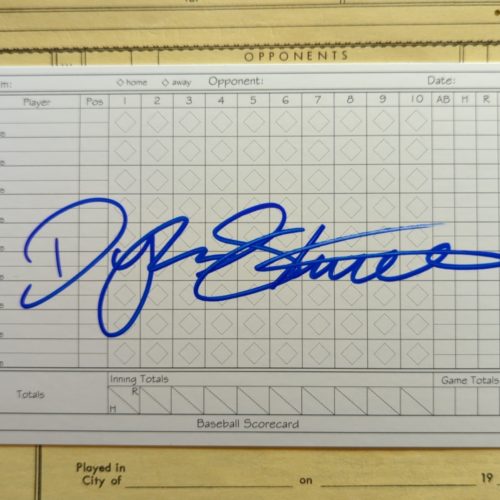 OPPONENTS
home away Opponent: Date:
Player Pos 1 2 3 4 5 6 7 8 9 10 AB H R
Inning Totals Game Totals
Totals R
H
Baseball Scorecard
Played in
City of on 19